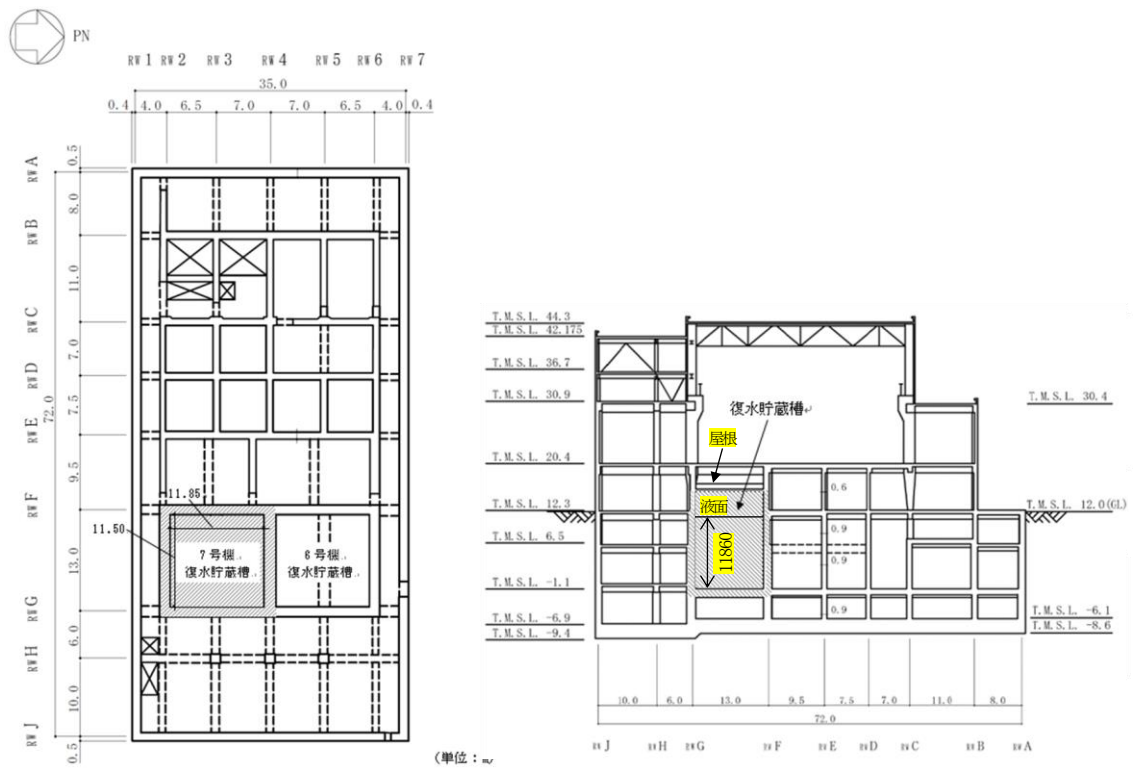 PN
RW 1 RW 2 RW 3 RW 4 RW 5 RW 6 RW 7
35.0
0.4 4.0 6.5 7.0 7.0 6.5 4.0 0.4
RW A
0.5
8.0
RW B
11.0
RW C
7.0
RW D
7.5
72.0
RW E
9.5
RW F
11.85
11.50
13.0
7号機
復水貯蔵槽
6号機
復水貯蔵槽
RW G
6.0
RW H
10.0
RW J
0.5
T.M.S.L. 44.3
T.M.S.L. 42.175
T.M.S.L. 36.7
T.M.S.L. 30.9
T.M.S.L. 20.4
T.M.S.L. 12.3
T.M.S.L. 6.5
T.M.S.L. -1.1
T.M.S.L. -6.9
T.M.S.L. -9.4
復水貯蔵槽
屋根
液面
11860
0.6
0.9
0.9
0.9
T.M.S.L. 30.4
T.M.S.L. 12.0(GL)
T.M.S.L. -6.1
T.M.S.L. -8.6
10.0 6.0 13.0 9.5 7.5 7.0 11.0 8.0
72.0
RW J RW H RW G RW F RW E RW D RW C RW B RW A
(単位:m)